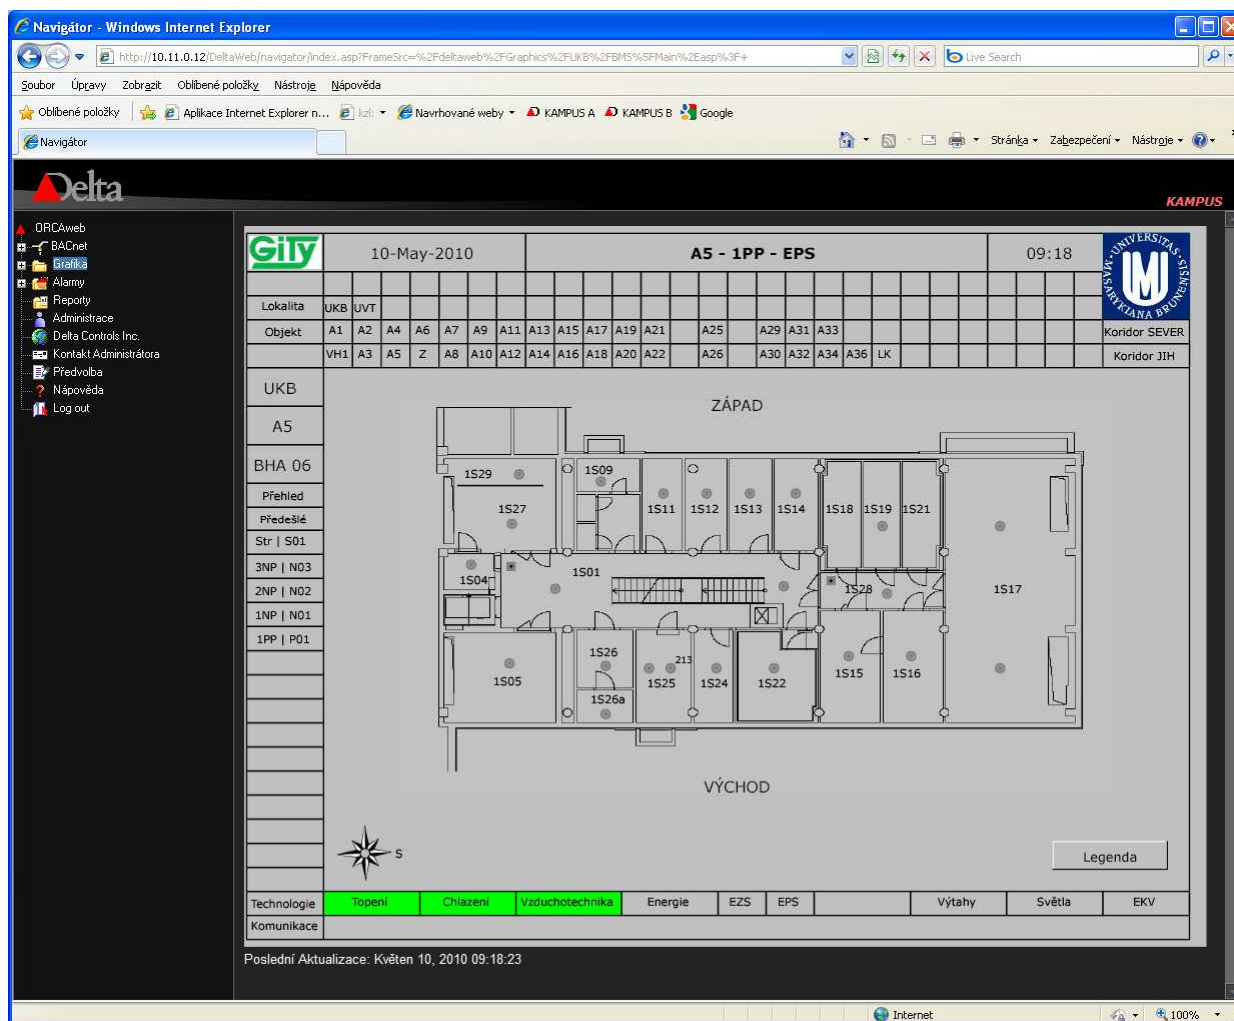 Navigátor - Windows Internet Explorer
http://10.11.0.12/DeltaWeb/navigator/index.asp?FrameSrc=%2Fdeltaweb%2FGraphics%2FUKB%2FBMS%5FMain%2Easp%3F+
Live Search
Soubor Úpravy Zobrazit Oblíbené položky Nástroje Nápověda
Oblíbené položky Aplikace Internet Explorer n... Navrhované weby KAMPUS A KAMPUS B Google
Navigátor Stránka Zabezpečení Nástroje
Delta
KAMPUS
ORCAweb
BACnet
Grafika
Alarmy
Reporty
Administrace
Delta Controls Inc.
Kontakt Administrátora
Předvolba
Nápověda
Log out
GiTy 10-May-2010 A5 - 1PP - EPS 09:18
UNIVERSITAS MASARYKIANA BRUNENSIS
Lokalita UKB UVT
Objekt A1 A2 A4 A6 A7 A9 A11 A13 A15 A17 A19 A21 A25 A29 A31 A33 Koridor SEVER
VH1 A3 A5 Z A8 A10 A12 A14 A16 A18 A20 A22 A26 A30 A32 A34 A36 LK Koridor JIH
UKB
A5
BHA 06
Přehled
Předešlé
Str | S01
3NP | N03
2NP | N02
1NP | N01
1PP | P01
ZÁPAD
1S29 1S09
1S27 1S11 1S12 1S13 1S14 1S18 1S19 1S21
1S04 1S01 1S28 1S17
1S26 213
1S05 1S25 1S24 1S22 1S15 1S16
1S26a
VÝCHOD
S
Legenda
Technologie Topení Chlazení Vzduchotechnika Energie EZS EPS Výtahy Světla EKV
Komunikace
Poslední Aktualizace: Květen 10, 2010 09:18:23
Internet 100%